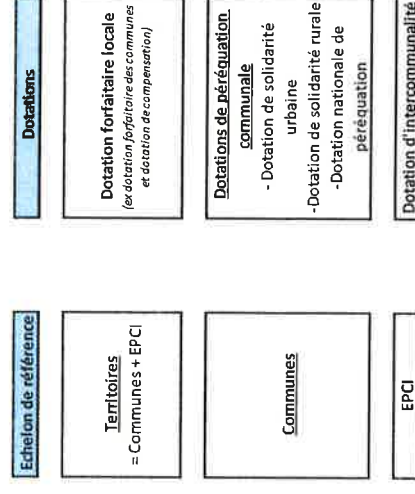 Echelon de référence
Dotations
Territoires
= Communes + EPCI
Dotation forfaitaire locale
(ex dotation forfaitaire des communes
et dotation de compensation)
Communes
Dotations de péréquation
communale
- Dotation de solidarité
urbaine
-Dotation de solidarité rurale
-Dotation nationale de
péréquation
EPCI
Dotation d'intercommunalité